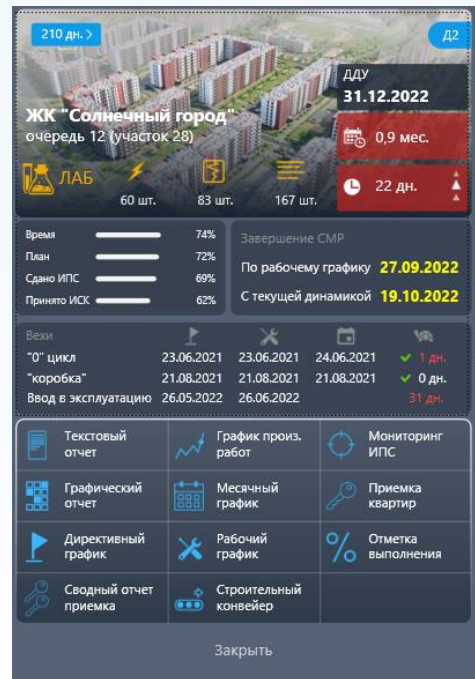 210 дн. >
Д2
ДДУ
31.12.2022
ЖК "Солнечный город"
очередь 12 (участок 28)
0,9 мес.
ЛАБ
60 шт.
83 шт.
167 шт.
22 дн.
Время 74%
План 72%
Сдано ИПС 69%
Принято ИСК 62%
Завершение СМР
По рабочему графику 27.09.2022
С текущей динамикой 19.10.2022
Вехи
"0" цикл 23.06.2021 23.06.2021 24.06.2021 1 дн.
"коробка" 21.08.2021 21.08.2021 21.08.2021 0 дн.
Ввод в эксплуатацию 26.05.2022 26.06.2022 31 дн.
Текстовый
отчет
График произ.
работ
Мониторинг
ИПС
Графический
отчет
Месячный
график
Приемка
квартир
Директивный
график
Рабочий
график
Отметка
выполнения
Сводный отчет
приемка
Строительный
конвейер
Закрыть